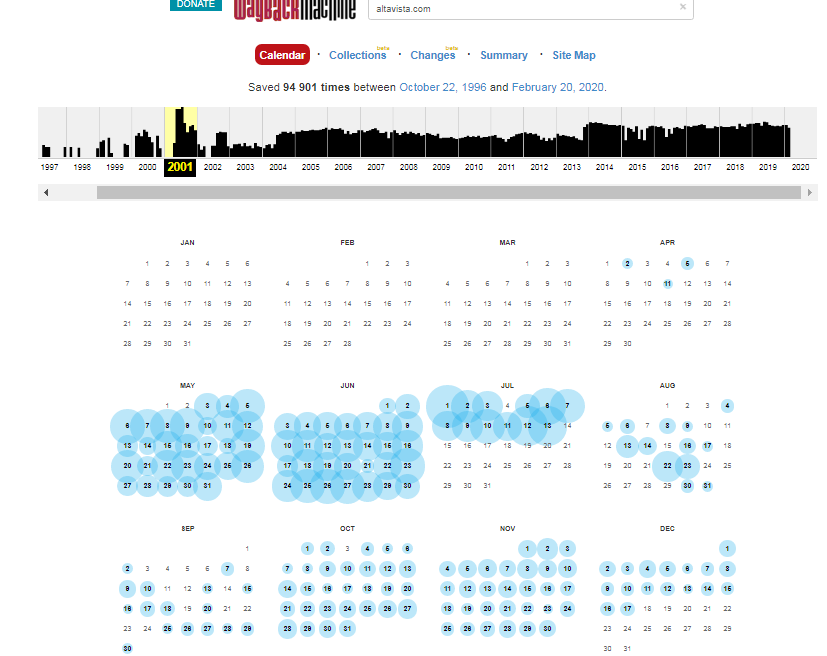 DONATE
WayBackMachine
altavista.com ×
Calendar · Collections beta · Changes beta · Summary · Site Map
Saved 94 901 times between October 22, 1996 and February 20, 2020.
1997 1998 1999 2000 2001 2002 2003 2004 2005 2006 2007 2008 2009 2010 2011 2012 2013 2014 2015 2016 2017 2018 2019 2020
JAN FEB MAR APR
1 2 3 4 5 6 1 2 3 1 2 3 1 2 3 4 5 6 7
7 8 9 10 11 12 13 4 5 6 7 8 9 10 4 5 6 7 8 9 10 8 9 10 11 12 13 14
14 15 16 17 18 19 20 11 12 13 14 15 16 17 11 12 13 14 15 16 17 15 16 17 18 19 20 21
21 22 23 24 25 26 27 18 19 20 21 22 23 24 18 19 20 21 22 23 24 22 23 24 25 26 27 28
28 29 30 31 25 26 27 28 25 26 27 28 29 30 31 29 30
MAY JUN JUL AUG
1 2 3 4 5 1 2 1 2 3 4 5 6 7 1 2 3 4
6 7 8 9 10 11 12 3 4 5 6 7 8 9 8 9 10 11 12 13 14 5 6 7 8 9 10 11
13 14 15 16 17 18 19 10 11 12 13 14 15 16 15 16 17 18 19 20 21 12 13 14 15 16 17 18
20 21 22 23 24 25 26 17 18 19 20 21 22 23 22 23 24 25 26 27 28 19 20 21 22 23 24 25
27 28 29 30 31 24 25 26 27 28 29 30 29 30 31 26 27 28 29 30 31
SEP OCT NOV DEC
1 1 2 3 4 5 6 1 2 3 1
2 3 4 5 6 7 8 7 8 9 10 11 12 13 4 5 6 7 8 9 10 2 3 4 5 6 7 8
9 10 11 12 13 14 15 14 15 16 17 18 19 20 11 12 13 14 15 16 17 9 10 11 12 13 14 15
16 17 18 19 20 21 22 21 22 23 24 25 26 27 18 19 20 21 22 23 24 16 17 18 19 20 21 22
23 24 25 26 27 28 29 28 29 30 31 25 26 27 28 29 30 23 24 25 26 27 28 29
30 30 31